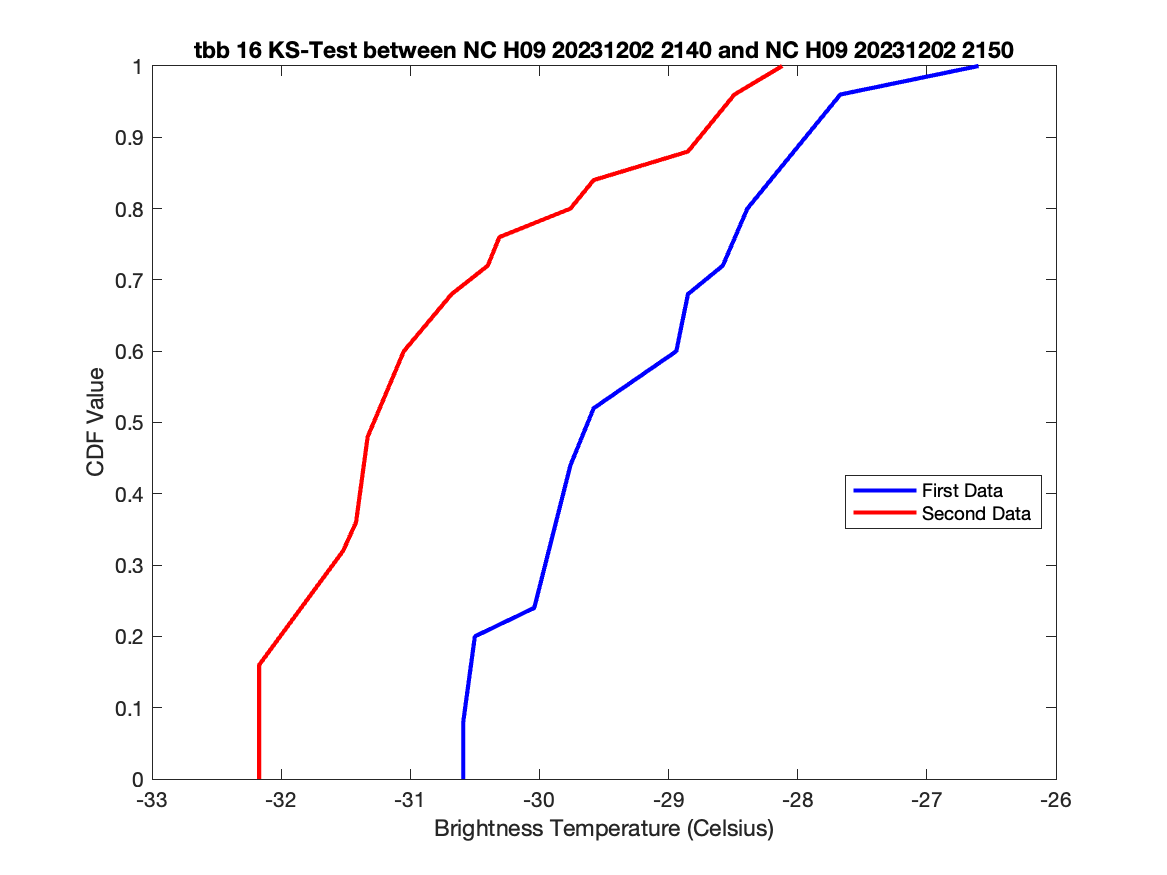 tbb 16 KS-Test between NC H09 20231202 2140 and NC H09 20231202 2150
1
0.9
0.8
0.7
0.6
0.5
0.4
0.3
0.2
0.1
0
CDF Value
First Data
Second Data
-33 -32 -31 -30 -29 -28 -27 -26
Brightness Temperature (Celsius)